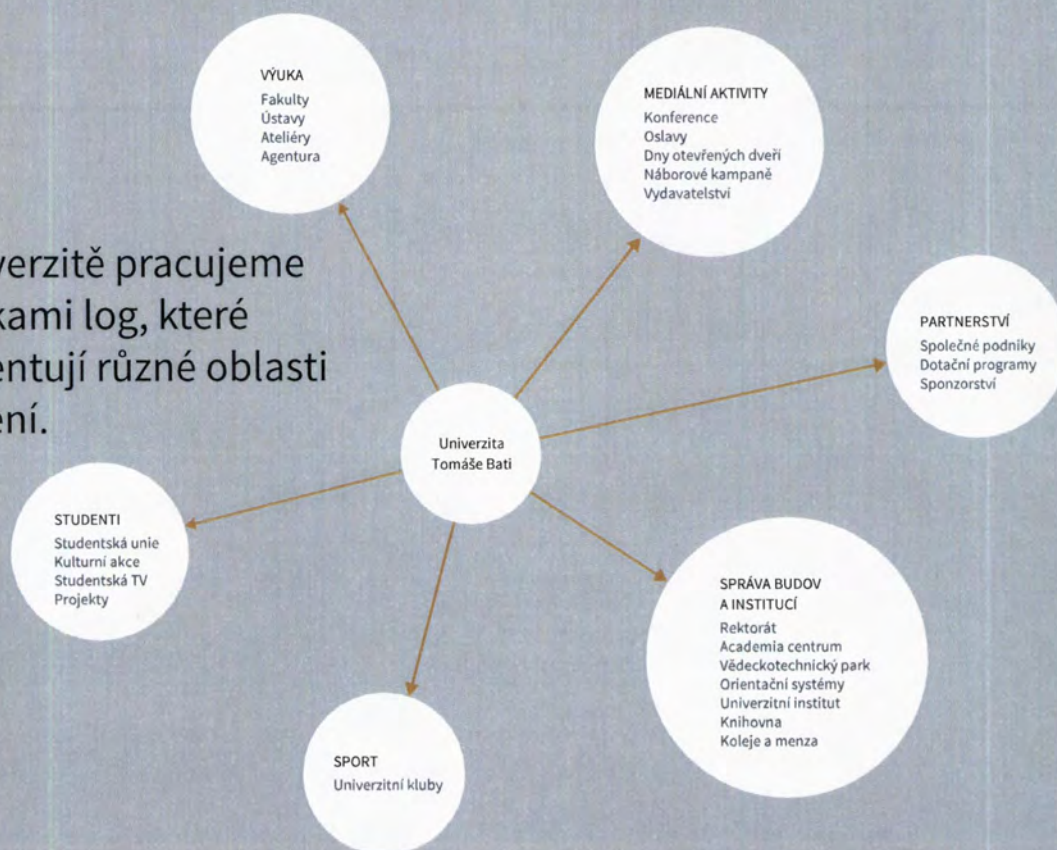 VÝUKA
Fakulty
Ústavy
Ateliéry
Agentura
MEDIÁLNÍ AKTIVITY
Konference
Oslavy
Dny otevřených dveří
Náborové kampaně
Vydavatelství
verzitě pracujeme
kami log, které
entují různé oblasti
ení.
PARTNERSTVÍ
Společné podniky
Dotační programy
Sponzorství
Univerzita
Tomáše Bati
STUDENTI
Studentská unie
Kulturní akce
Studentská TV
Projekty
SPRÁVA BUDOV
A INSTITUCÍ
Rektorát
Academia centrum
Vědeckotechnický park
Orientační systémy
Univerzitní institut
Knihovna
Koleje a menza
SPORT
Univerzitní kluby